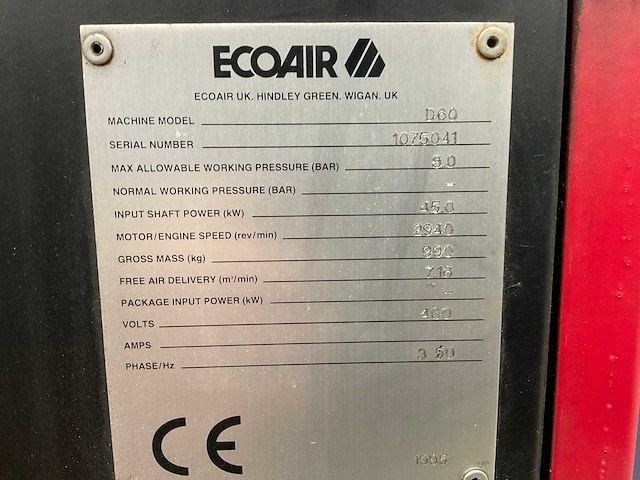 ECOAIR
ECOAIR UK. HINDLEY GREEN. WIGAN. UK
MACHINE MODEL D60
SERIAL NUMBER 1075041
MAX ALLOWABLE WORKING PRESSURE (BAR)
NORMAL WORKING PRESSURE (BAR) -
INPUT SHAFT POWER (kW) 45.0
MOTOR/ENGINE SPEED (rev/min)
GROSS MASS (kg)
FREE AIR DELIVERY (m³/min)
PACKAGE INPUT POWER (kW)
VOLTS 400
AMPS
PHASE/Hz 3 50
CE